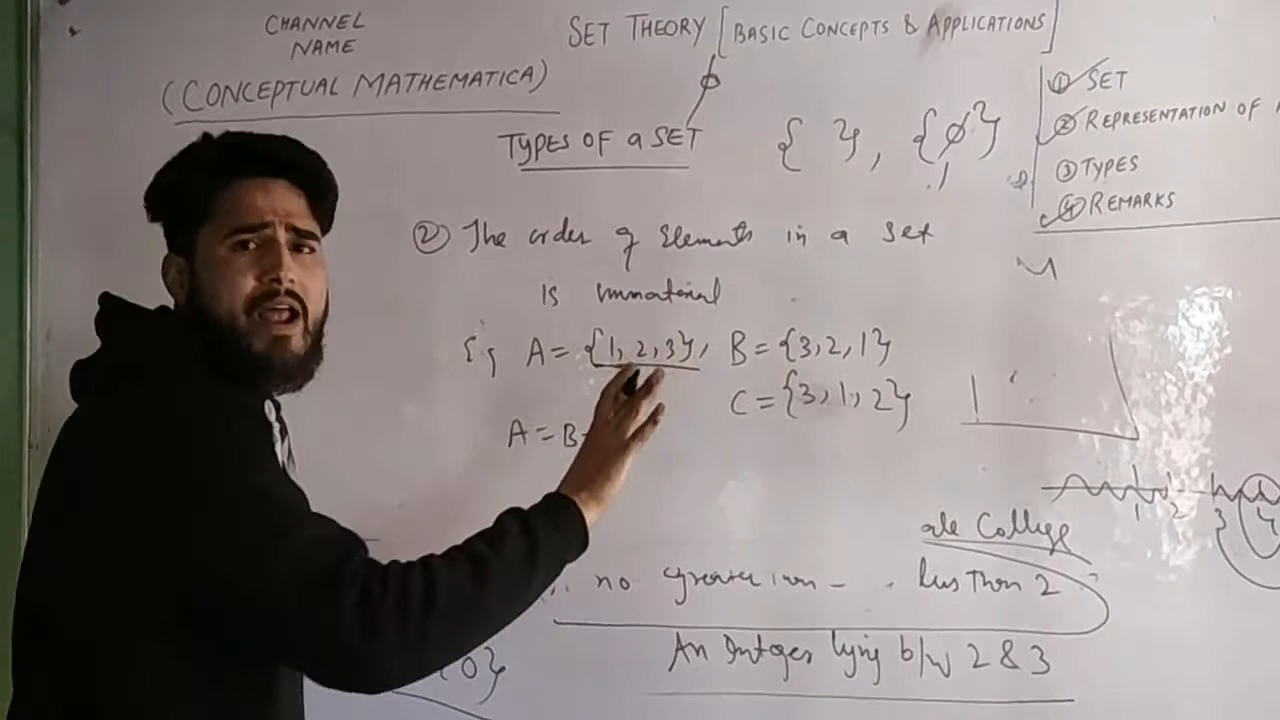 CHANNEL
NAME
(CONCEPTUAL MATHEMATICA)
SET THEORY [BASIC CONCEPTS & APPLICATIONS]
φ
TYPES OF a SET
{ }, {φ}
① SET
② REPRESENTATION OF
③ TYPES
④ REMARKS
② The order of Elements in a set
is immaterial
Eg A = {1, 2, 3}, B = {3, 2, 1}
C = {3, 1, 2}
A = B
1 2 3 4
College
no greater less than 2
An Integer lying b/w 2 & 3
0}